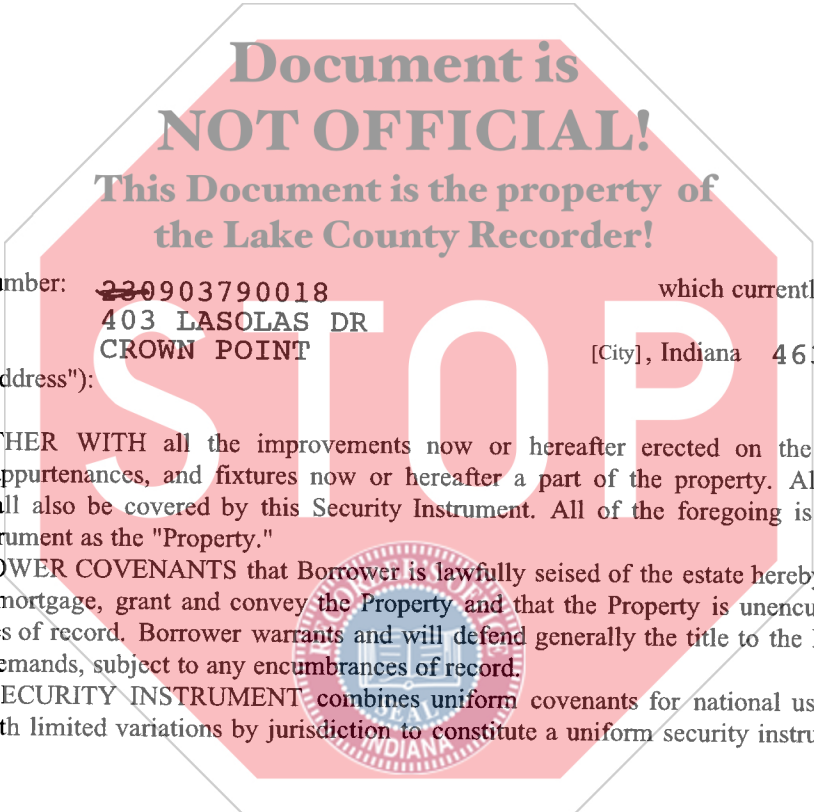 Document is
NOT OFFICIAL!
This Document is the property of
the Lake County Recorder!
umber: 230903790018 which currentl
403 LASOLAS DR
CROWN POINT [City], Indiana 463
ddress"):
STOP
THER WITH all the improvements now or hereafter erected on the
ppurtenances, and fixtures now or hereafter a part of the property. Al
all also be covered by this Security Instrument. All of the foregoing is
rument as the "Property."
OWER COVENANTS that Borrower is lawfully seised of the estate hereby
mortgage, grant and convey the Property and that the Property is unencu
s of record. Borrower warrants and will defend generally the title to the
emands, subject to any encumbrances of record.
ECURITY INSTRUMENT combines uniform covenants for national us
th limited variations by jurisdiction to constitute a uniform security instru
RECORDER'S OFFICE
SEAL
INDIANA